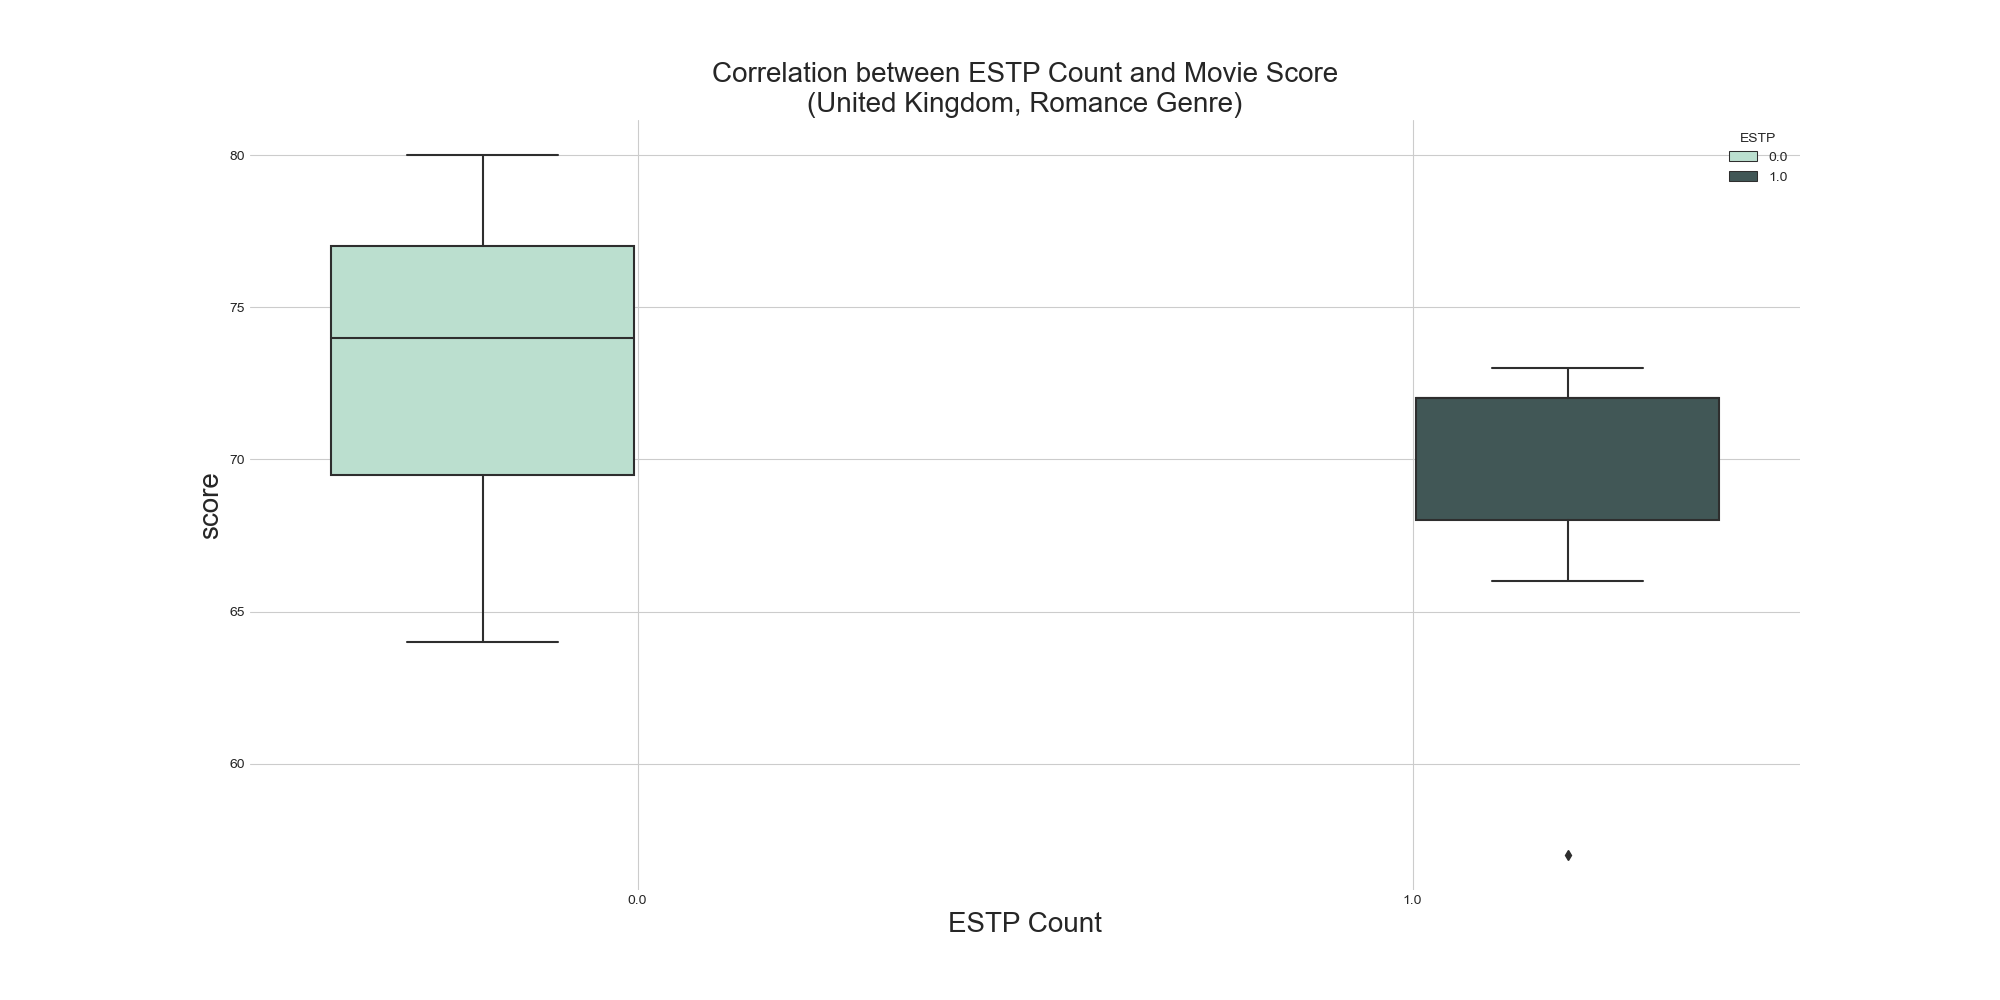 Correlation between ESTP Count and Movie Score
(United Kingdom, Romance Genre)
ESTP
0.0
1.0
80
75
70
65
60
score
0.0
1.0
ESTP Count